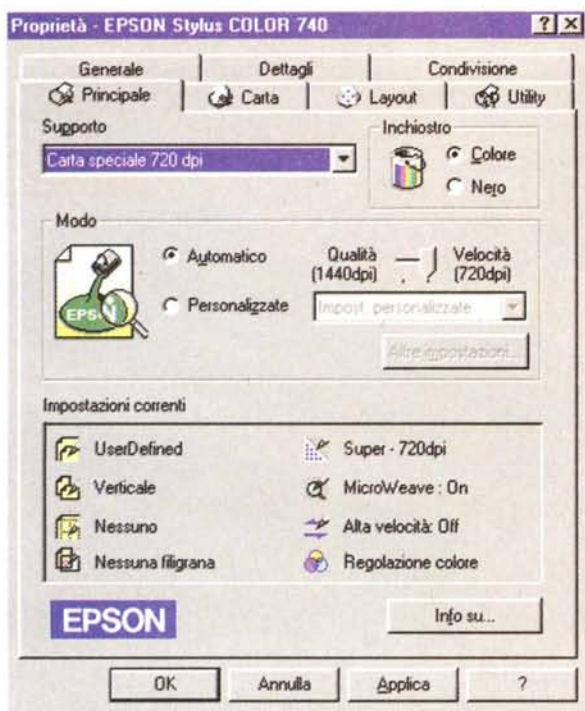 Proprietà - EPSON Stylus COLOR 740
Generale
Dettagli
Condivisione
Principale
Carta
Layout
Utility
Supporto
Carta speciale 720 dpi
Inchiostro
Colore
Nero
Modo
EPSON
Automatico
Personalizzate
Qualità
(1440dpi)
Velocità
(720dpi)
Impost. personalizzate
Altre impostazioni...
Impostazioni correnti
UserDefined
Verticale
Nessuno
Nessuna filigrana
Super - 720dpi
MicroWeave : On
Alta velocità: Off
Regolazione colore
EPSON
Info su...
OK
Annulla
Applica
?